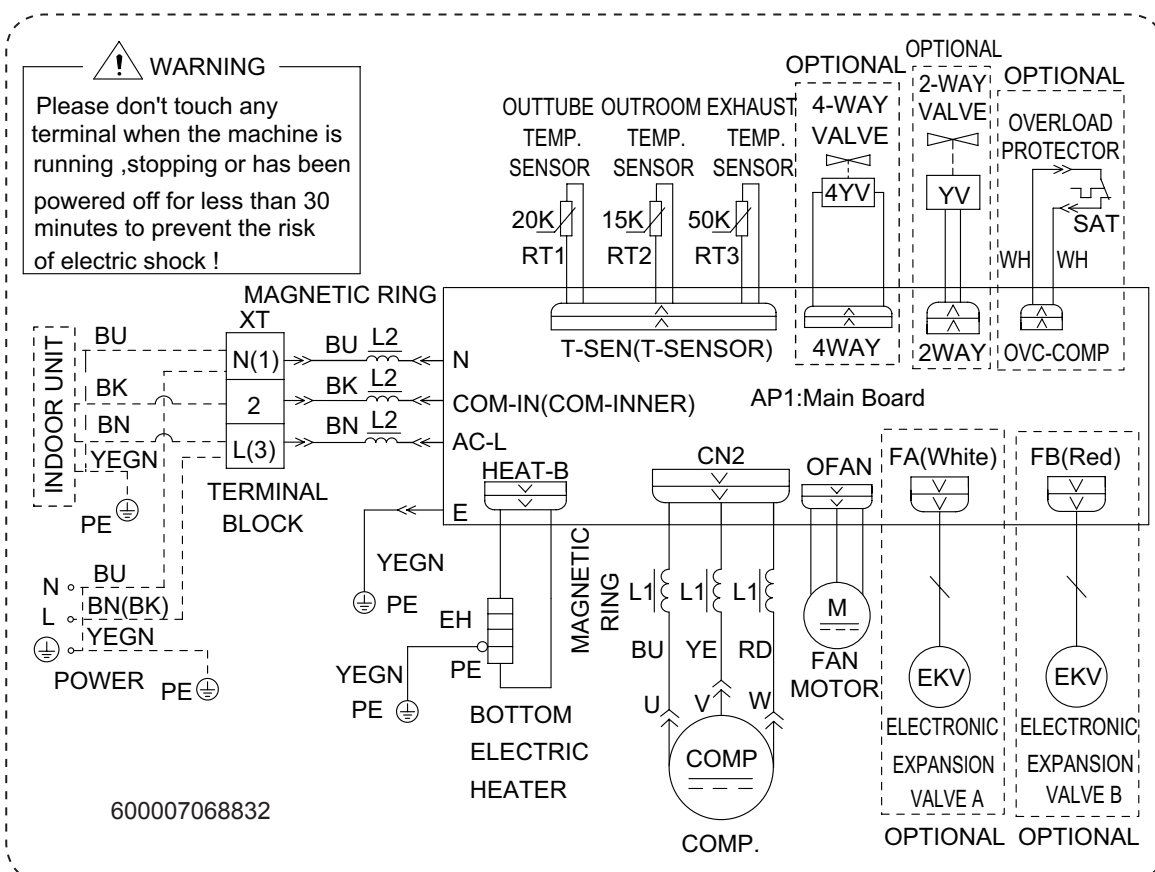 WARNING
Please don't touch any
terminal when the machine is
running ,stopping or has been
powered off for less than 30
minutes to prevent the risk
of electric shock !
OUTTUBE
TEMP.
SENSOR
20K
RT1
OUTROOM
TEMP.
SENSOR
15K
RT2
EXHAUST
TEMP.
SENSOR
50K
RT3
T-SEN(T-SENSOR)
OPTIONAL
4-WAY
VALVE
4YV
4WAY
OPTIONAL
2-WAY
VALVE
YV
2WAY
OPTIONAL
OVERLOAD
PROTECTOR
SAT
WH
WH
OVC-COMP
MAGNETIC RING
INDOOR UNIT
BU
BK
BN
YEGN
PE
XT
N(1)
2
L(3)
TERMINAL
BLOCK
BU
L2
N
BK
L2
COM-IN(COM-INNER)
BN
L2
AC-L
AP1:Main Board
E
YEGN
PE
N
BU
L
BN(BK)
YEGN
POWER
PE
HEAT-B
EH
PE
YEGN
PE
BOTTOM
ELECTRIC
HEATER
MAGNETIC
RING
CN2
L1
L1
L1
BU
YE
RD
U
V
W
COMP
COMP.
OFAN
M
FAN
MOTOR
FA(White)
EKV
ELECTRONIC
EXPANSION
VALVE A
OPTIONAL
FB(Red)
EKV
ELECTRONIC
EXPANSION
VALVE B
OPTIONAL
600007068832